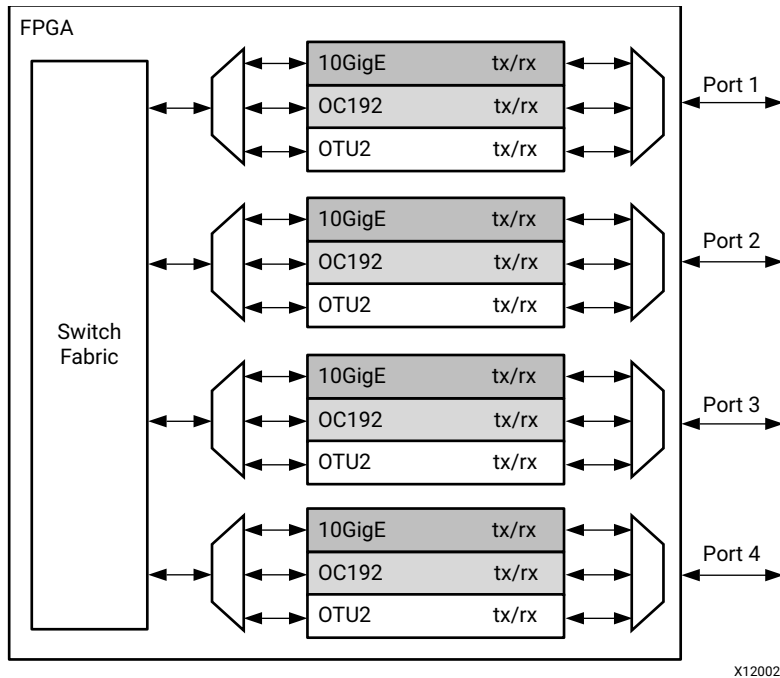 FPGA
10GigE tx/rx
OC192 tx/rx
OTU2 tx/rx
Port 1
10GigE tx/rx
OC192 tx/rx
OTU2 tx/rx
Port 2
Switch
Fabric
10GigE tx/rx
OC192 tx/rx
OTU2 tx/rx
Port 3
10GigE tx/rx
OC192 tx/rx
OTU2 tx/rx
Port 4
X12002